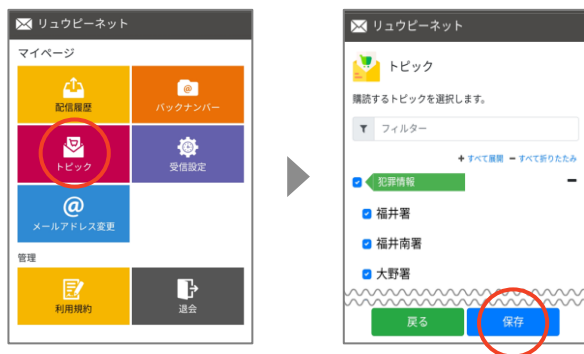 リュウピーネット
マイページ
配信履歴
@
バックナンバー
トピック
受信設定
@
メールアドレス変更
管理
利用規約
退会
リュウピーネット
トピック
購読するトピックを選択します。
フィルター
+ すべて展開 − すべて折りたたみ
犯罪情報
福井署
福井南署
大野署
戻る
保存